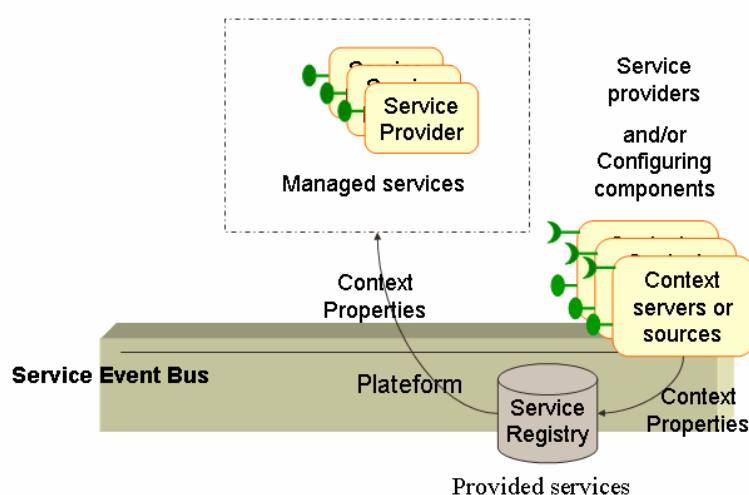 Service
Provider
Managed services
Service
providers
and/or
Configuring
components
Context
servers or
sources
Context
Properties
Service Event Bus
Plateform
Service
Registry
Context
Properties
Provided services